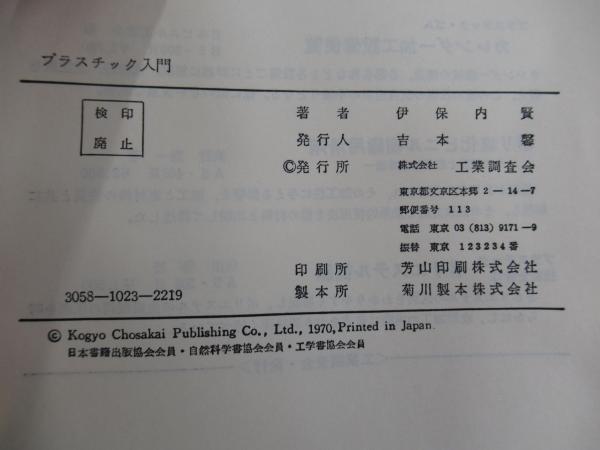 プラスチック入門
検印
廃止
著者 伊保内賢
発行人 吉本馨
©発行所 株式会社 工業調査会
東京都文京区本郷2-14-7
郵便番号 113
電話 東京 03 (813) 9171-9
振替 東京 123234番
印刷所 芳山印刷株式会社
製本所 菊川製本株式会社
3058-1023-2219
© Kogyo Chosakai Publishing Co., Ltd., 1970, Printed in Japan.
日本書籍出版協会会員・自然科学書協会会員・工学書協会会員